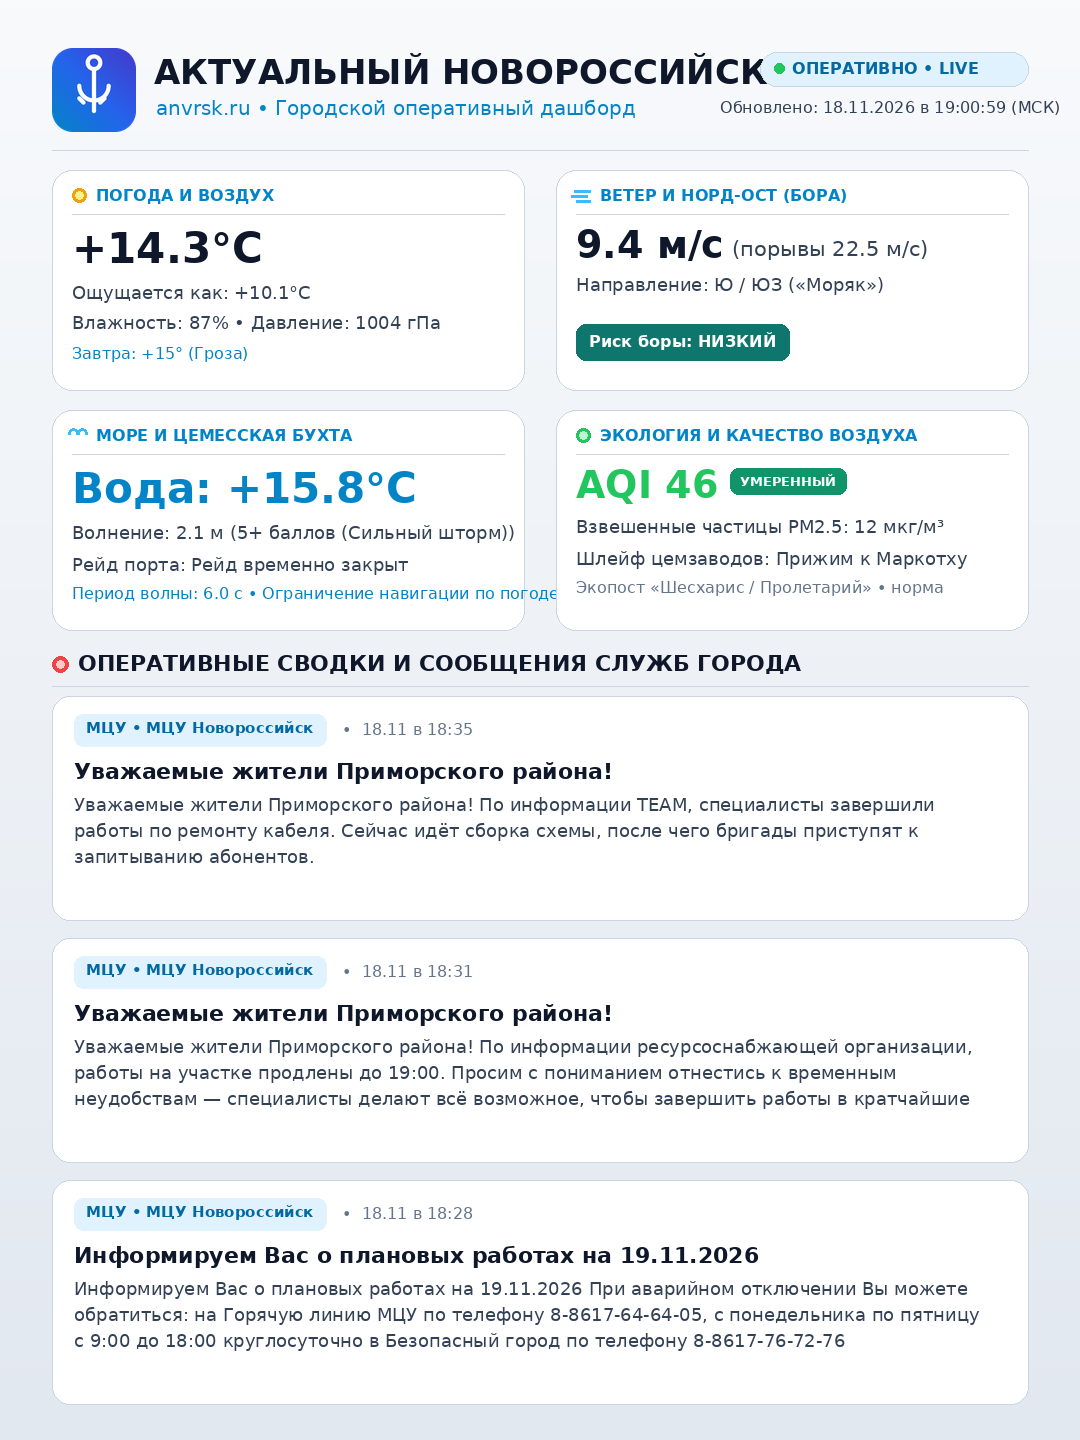 АКТУАЛЬНЫЙ НОВОРОССИЙСК
ОПЕРАТИВНО • LIVE
anvrsk.ru • Городской оперативный дашборд
Обновлено: 18.11.2026 в 19:00:59 (МСК)
ПОГОДА И ВОЗДУХ
+14.3°C
Ощущается как: +10.1°C
Влажность: 87% • Давление: 1004 гПа
Завтра: +15° (Гроза)
ВЕТЕР И НОРД-ОСТ (БОРА)
9.4 м/с (порывы 22.5 м/с)
Направление: Ю / ЮЗ («Моряк»)
Риск боры: НИЗКИЙ
МОРЕ И ЦЕМЕССКАЯ БУХТА
Вода: +15.8°C
Волнение: 2.1 м (5+ баллов (Сильный шторм))
Рейд порта: Рейд временно закрыт
Период волны: 6.0 с • Ограничение навигации по погоде
ЭКОЛОГИЯ И КАЧЕСТВО ВОЗДУХА
AQI 46 УМЕРЕННЫЙ
Взвешенные частицы PM2.5: 12 мкг/м³
Шлейф цемзаводов: Прижим к Маркотху
Экопост «Шесхарис / Пролетарий» • норма
ОПЕРАТИВНЫЕ СВОДКИ И СООБЩЕНИЯ СЛУЖБ ГОРОДА
МЦУ • МЦУ Новороссийск • 18.11 в 18:35
Уважаемые жители Приморского района!
Уважаемые жители Приморского района! По информации ТЕАМ, специалисты завершили
работы по ремонту кабеля. Сейчас идёт сборка схемы, после чего бригады приступят к
запитыванию абонентов.
МЦУ • МЦУ Новороссийск • 18.11 в 18:31
Уважаемые жители Приморского района!
Уважаемые жители Приморского района! По информации ресурсоснабжающей организации,
работы на участке продлены до 19:00. Просим с пониманием отнестись к временным
неудобствам — специалисты делают всё возможное, чтобы завершить работы в кратчайшие
МЦУ • МЦУ Новороссийск • 18.11 в 18:28
Информируем Вас о плановых работах на 19.11.2026
Информируем Вас о плановых работах на 19.11.2026 При аварийном отключении Вы можете
обратиться: на Горячую линию МЦУ по телефону 8-8617-64-64-05, с понедельника по пятницу
с 9:00 до 18:00 круглосуточно в Безопасный город по телефону 8-8617-76-72-76